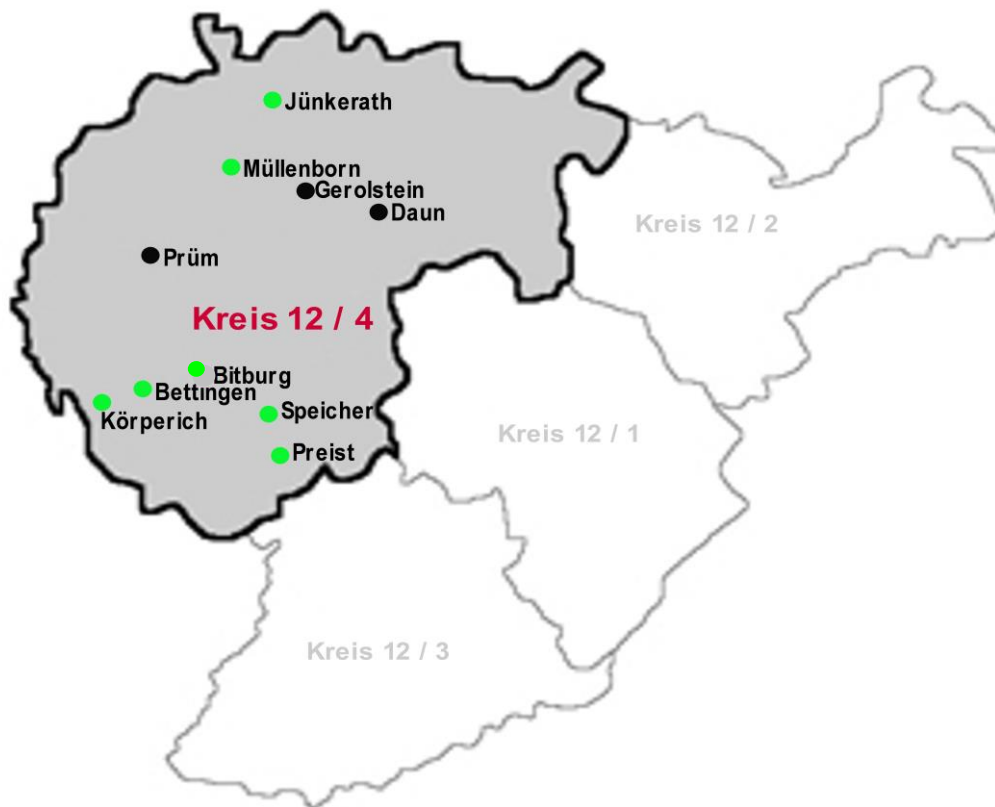 Jünkerath
Müllenborn
Gerolstein
Daun
Kreis 12 / 2
Prüm
Kreis 12 / 4
Bitburg
Bettingen
Körperich
Speicher
Kreis 12 / 1
Preist
Kreis 12 / 3